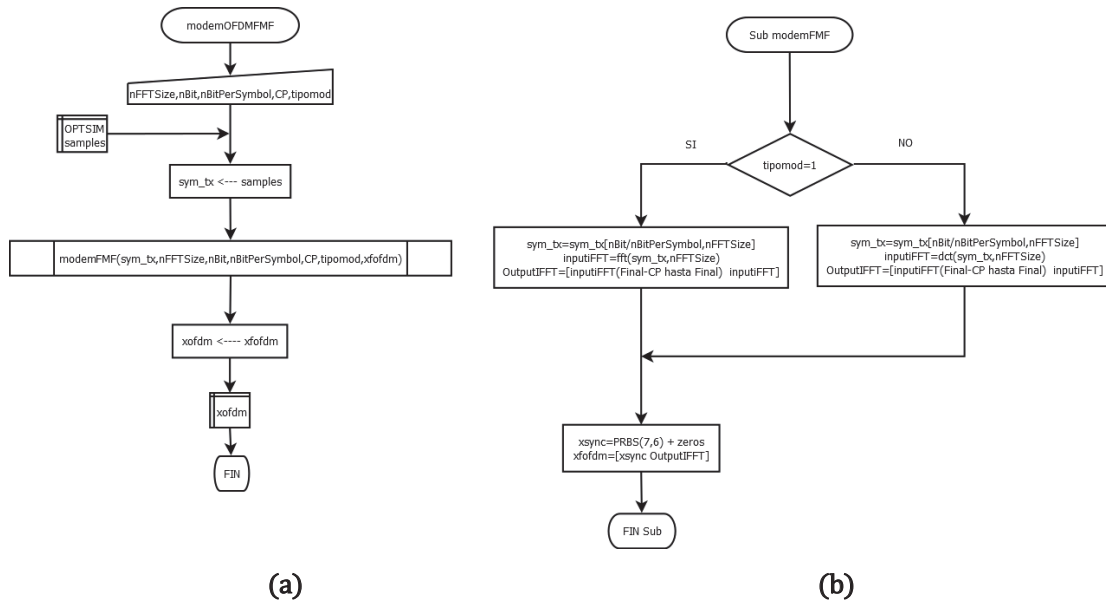 modemOFDMFMF
nFFTSize,nBit,nBitPerSymbol,CP,tipomod
OPTSIM
samples
sym_tx <--- samples
modemFMF(sym_tx,nFFTSize,nBit,nBitPerSymbol,CP,tipomod,xfofdm)
xofdm <---- xfofdm
xofdm
FIN
(a)
Sub modemFMF
SI
NO
tipomod=1
sym_tx=sym_tx[nBit/nBitPerSymbol,nFFTSize]
inputiFFT=fft(sym_tx,nFFTSize)
OutputIFFT=[inputiFFT(Final-CP hasta Final) inputiFFT]
sym_tx=sym_tx[nBit/nBitPerSymbol,nFFTSize]
inputiFFT=dct(sym_tx,nFFTSize)
OutputIFFT=[inputiFFT(Final-CP hasta Final) inputiFFT]
xsync=PRBS(7,6) + zeros
xfofdm=[xsync OutputIFFT]
FIN Sub
(b)